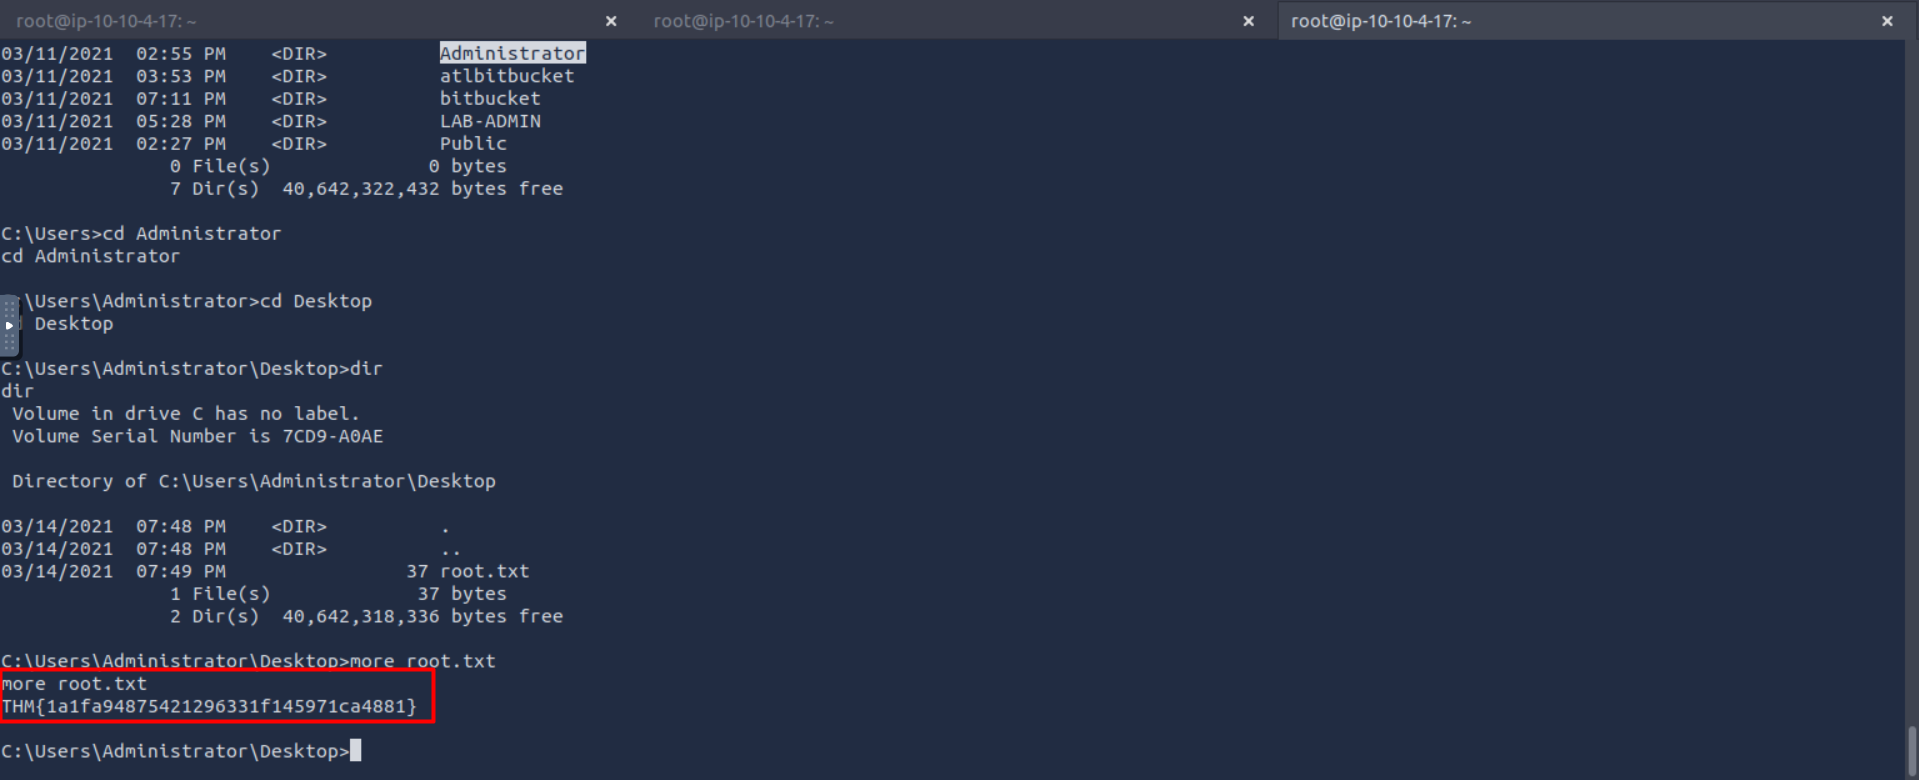 root@ip-10-10-4-17: ~ × root@ip-10-10-4-17: ~ × root@ip-10-10-4-17: ~ ×
03/11/2021  02:55 PM    <DIR>          Administrator
03/11/2021  03:53 PM    <DIR>          atlbitbucket
03/11/2021  07:11 PM    <DIR>          bitbucket
03/11/2021  05:28 PM    <DIR>          LAB-ADMIN
03/11/2021  02:27 PM    <DIR>          Public
               0 File(s)              0 bytes
               7 Dir(s)  40,642,322,432 bytes free
C:\Users>cd Administrator
cd Administrator
:\Users\Administrator>cd Desktop
d Desktop
C:\Users\Administrator\Desktop>dir
dir
 Volume in drive C has no label.
 Volume Serial Number is 7CD9-A0AE
 Directory of C:\Users\Administrator\Desktop
03/14/2021  07:48 PM    <DIR>          .
03/14/2021  07:48 PM    <DIR>          ..
03/14/2021  07:49 PM                37 root.txt
               1 File(s)             37 bytes
               2 Dir(s)  40,642,318,336 bytes free
C:\Users\Administrator\Desktop>more root.txt
more root.txt
THM{1a1fa94875421296331f145971ca4881}
C:\Users\Administrator\Desktop>